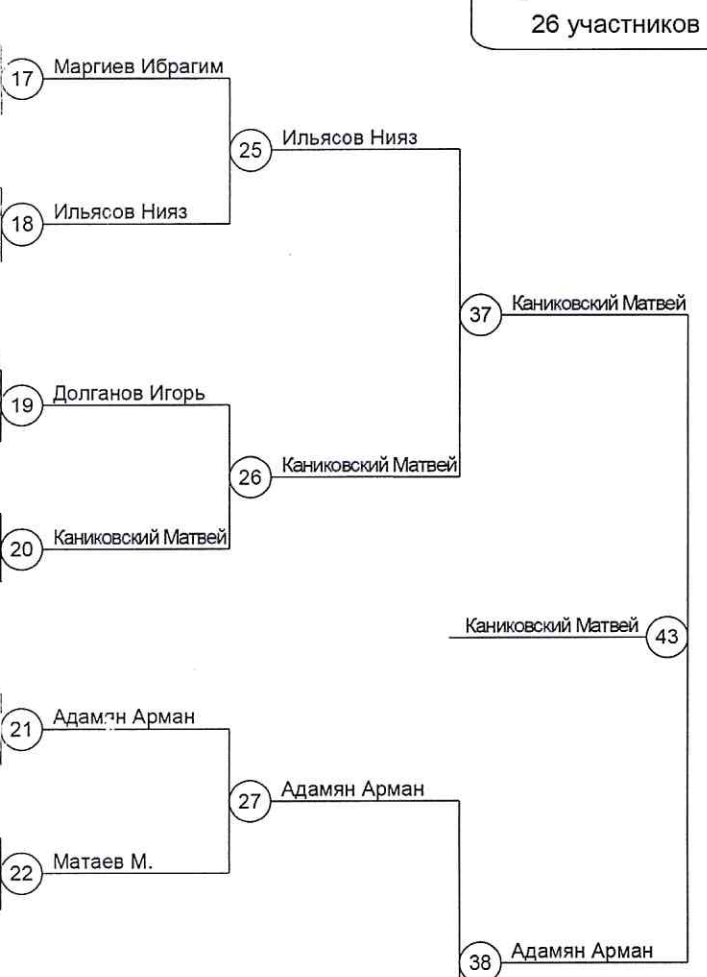 26 участников
17 Маргиев Ибрагим
25 Ильясов Нияз
18 Ильясов Нияз
37 Каниковский Матвей
19 Долганов Игорь
26 Каниковский Матвей
20 Каниковский Матвей
Каниковский Матвей 43
21 Адамян Арман
27 Адамян Арман
22 Матаев М.
38 Адамян Арман